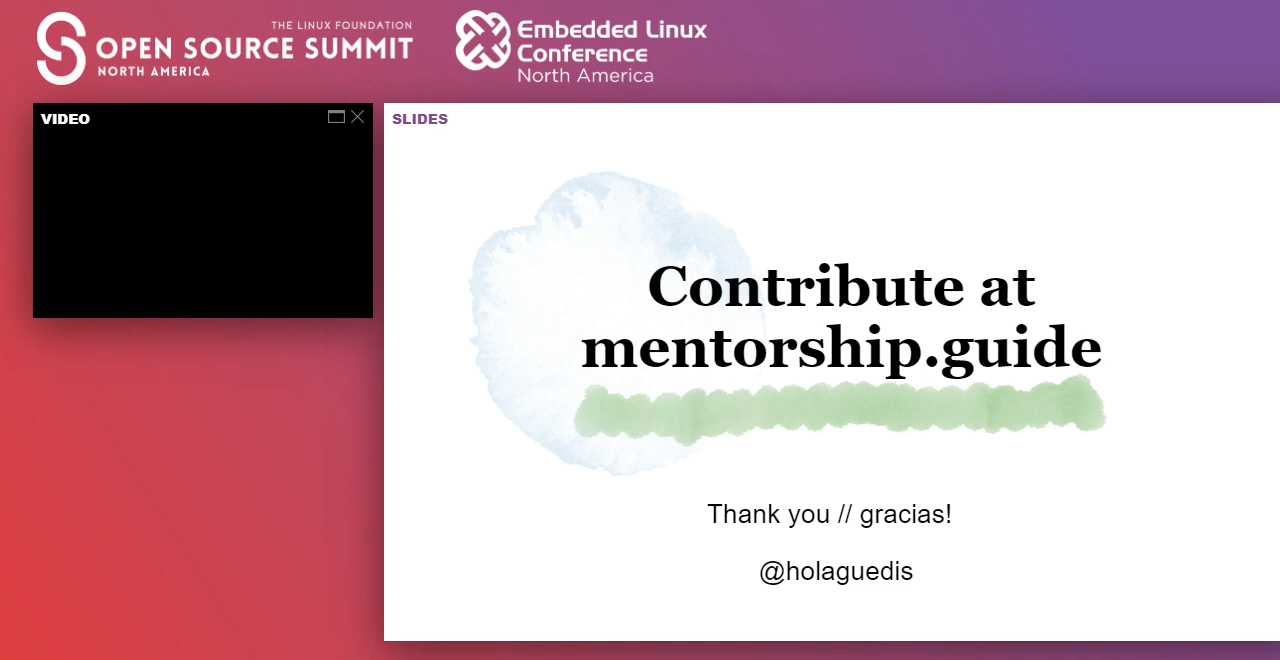 THE LINUX FOUNDATION
OPEN SOURCE SUMMIT
NORTH AMERICA
Embedded Linux
Conference
North America
VIDEO
SLIDES
Contribute at
mentorship.guide
Thank you // gracias!
@holaguedis